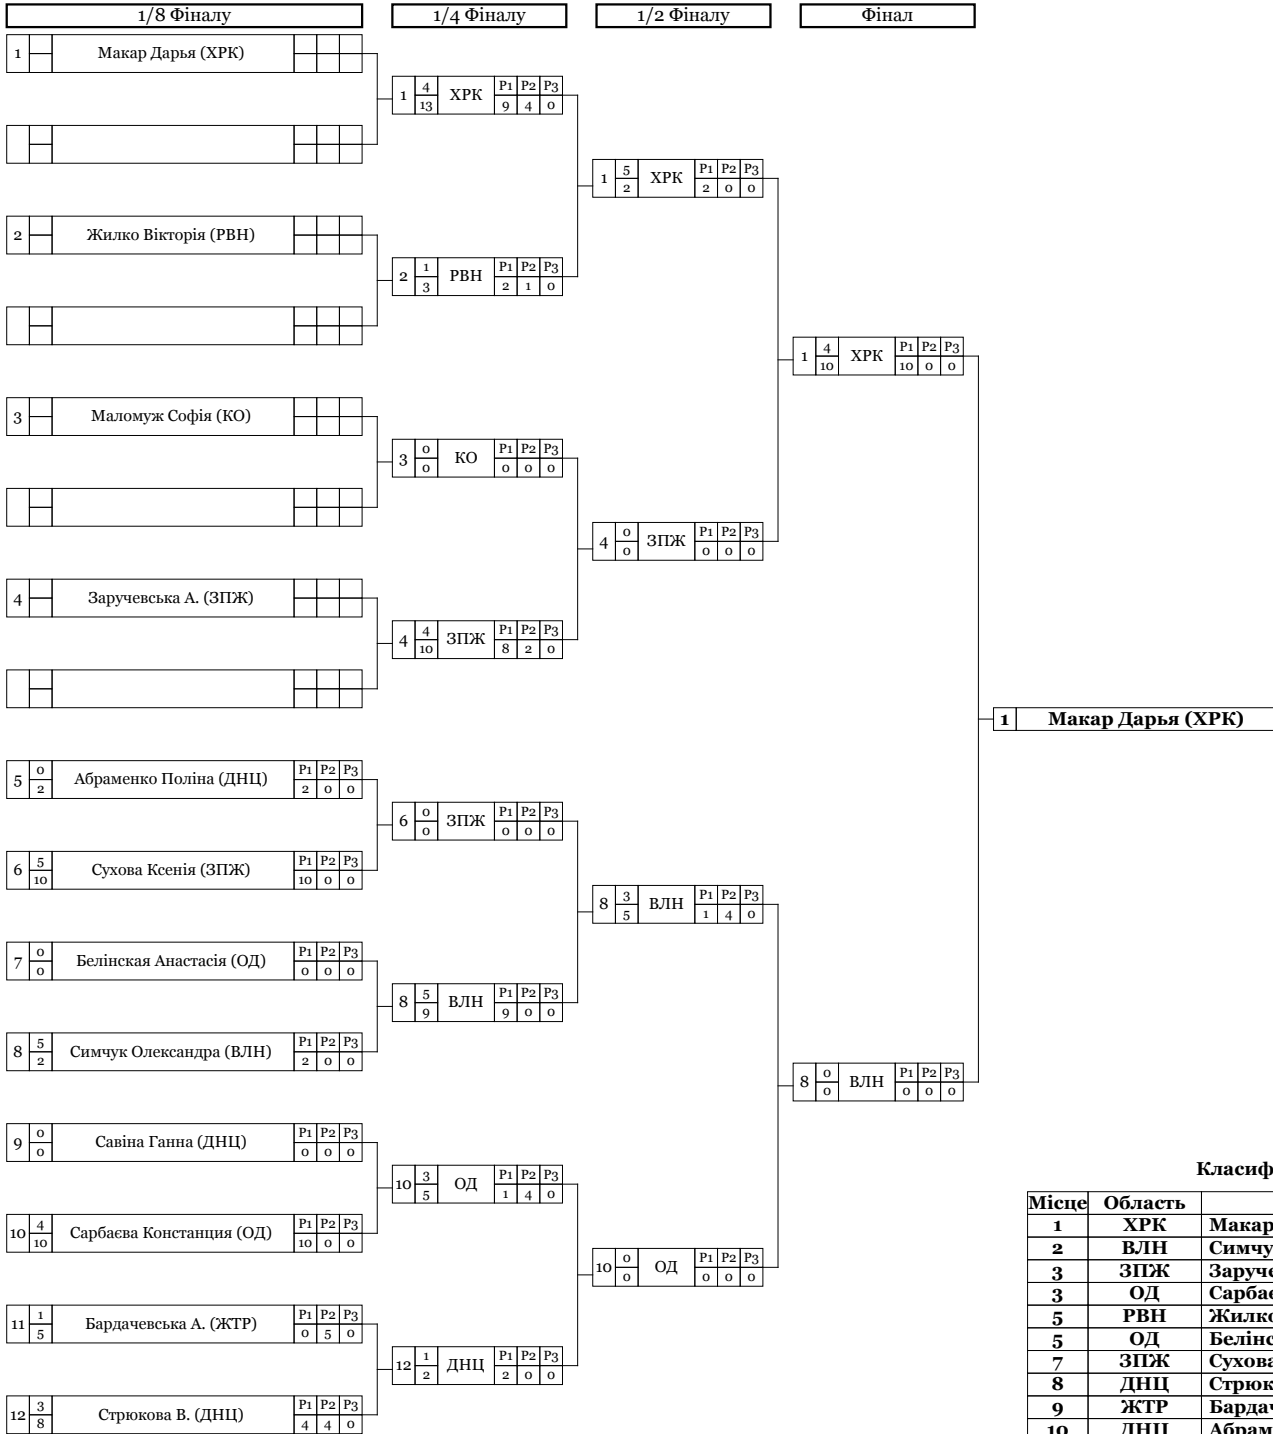 1/8 Фіналу 1/4 Фіналу 1/2 Фіналу Фінал
1 Макар Дарья (ХРК)
1 4 13 ХРК P1 P2 P3 9 4 0
1 5 2 ХРК P1 P2 P3 2 0 0
2 Жилко Вікторія (РВН)
2 1 3 РВН P1 P2 P3 2 1 0
1 4 10 ХРК P1 P2 P3 10 0 0
3 Маломуж Софія (КО)
3 0 0 КО P1 P2 P3 0 0 0
4 0 0 ЗПЖ P1 P2 P3 0 0 0
4 Заручевська А. (ЗПЖ)
4 4 10 ЗПЖ P1 P2 P3 8 2 0
1 Макар Дарья (ХРК)
5 0 2 Абраменко Поліна (ДНЦ) P1 P2 P3 2 0 0
6 0 0 ЗПЖ P1 P2 P3 0 0 0
6 5 10 Сухова Ксенія (ЗПЖ) P1 P2 P3 10 0 0
8 3 5 ВЛН P1 P2 P3 1 4 0
7 0 0 Белінская Анастасія (ОД) P1 P2 P3 0 0 0
8 5 9 ВЛН P1 P2 P3 9 0 0
8 5 2 Симчук Олександра (ВЛН) P1 P2 P3 2 0 0
8 0 0 ВЛН P1 P2 P3 0 0 0
9 0 0 Савіна Ганна (ДНЦ) P1 P2 P3 0 0 0
10 3 5 ОД P1 P2 P3 1 4 0
10 4 10 Сарбаєва Константция (ОД) P1 P2 P3 10 0 0
10 0 0 ОД P1 P2 P3 0 0 0
11 1 5 Бардачевська А. (ЖТР) P1 P2 P3 0 5 0
12 1 2 ДНЦ P1 P2 P3 2 0 0
12 3 8 Стрюкова В. (ДНЦ) P1 P2 P3 4 4 0
Класиф
Місце Область
1 ХРК Макар
2 ВЛН Симчу
3 ЗПЖ Заруче
3 ОД Сарбає
5 РВН Жилко
5 ОД Белінс
7 ЗПЖ Сухова
8 ДНЦ Стрюк
9 ЖТР Бардач
10 ДНЦ Абрам